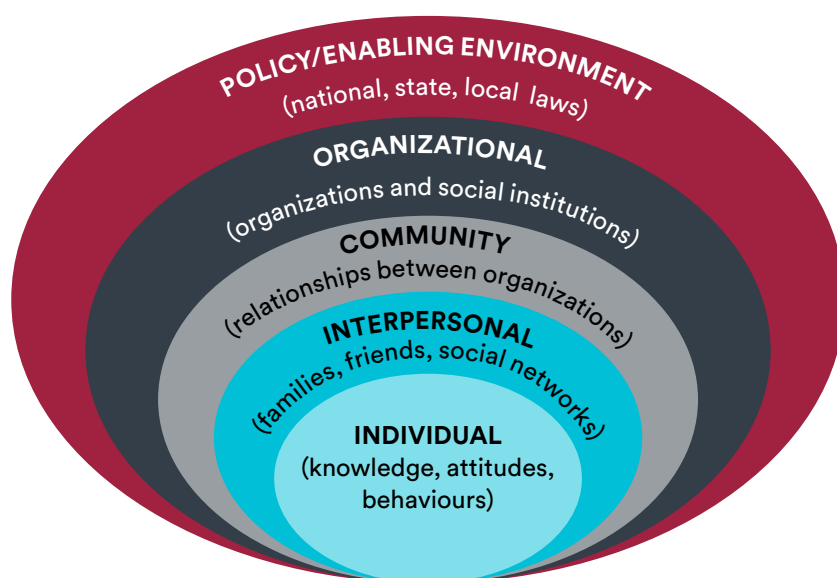 POLICY/ENABLING ENVIRONMENT
(national, state, local laws)
ORGANIZATIONAL
(organizations and social institutions)
COMMUNITY
(relationships between organizations)
INTERPERSONAL
(families, friends, social networks)
INDIVIDUAL
(knowledge, attitudes,
behaviours)